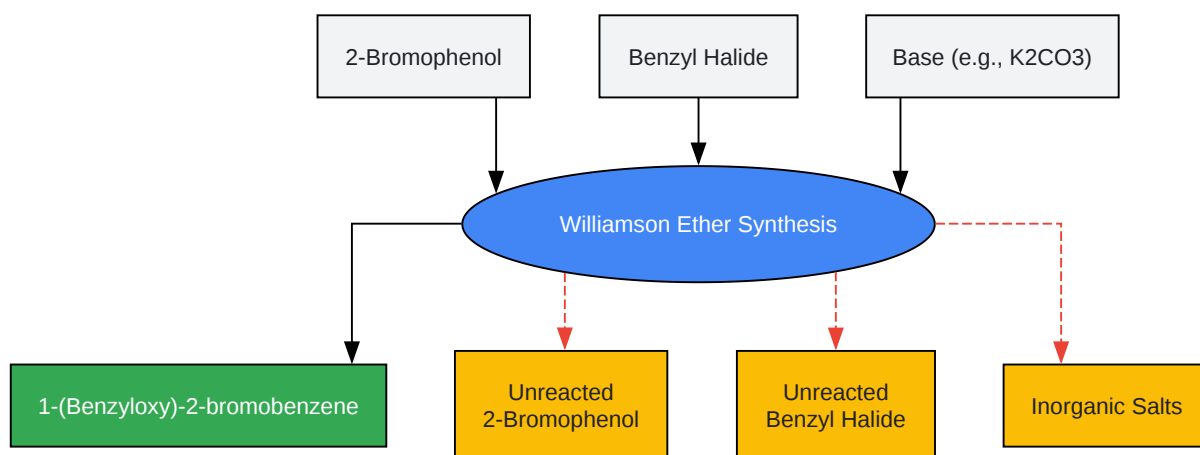 2-Bromophenol
Benzyl Halide
Base (e.g., K2CO3)
Williamson Ether Synthesis
1-(Benzyloxy)-2-bromobenzene
Unreacted
2-Bromophenol
Unreacted
Benzyl Halide
Inorganic Salts